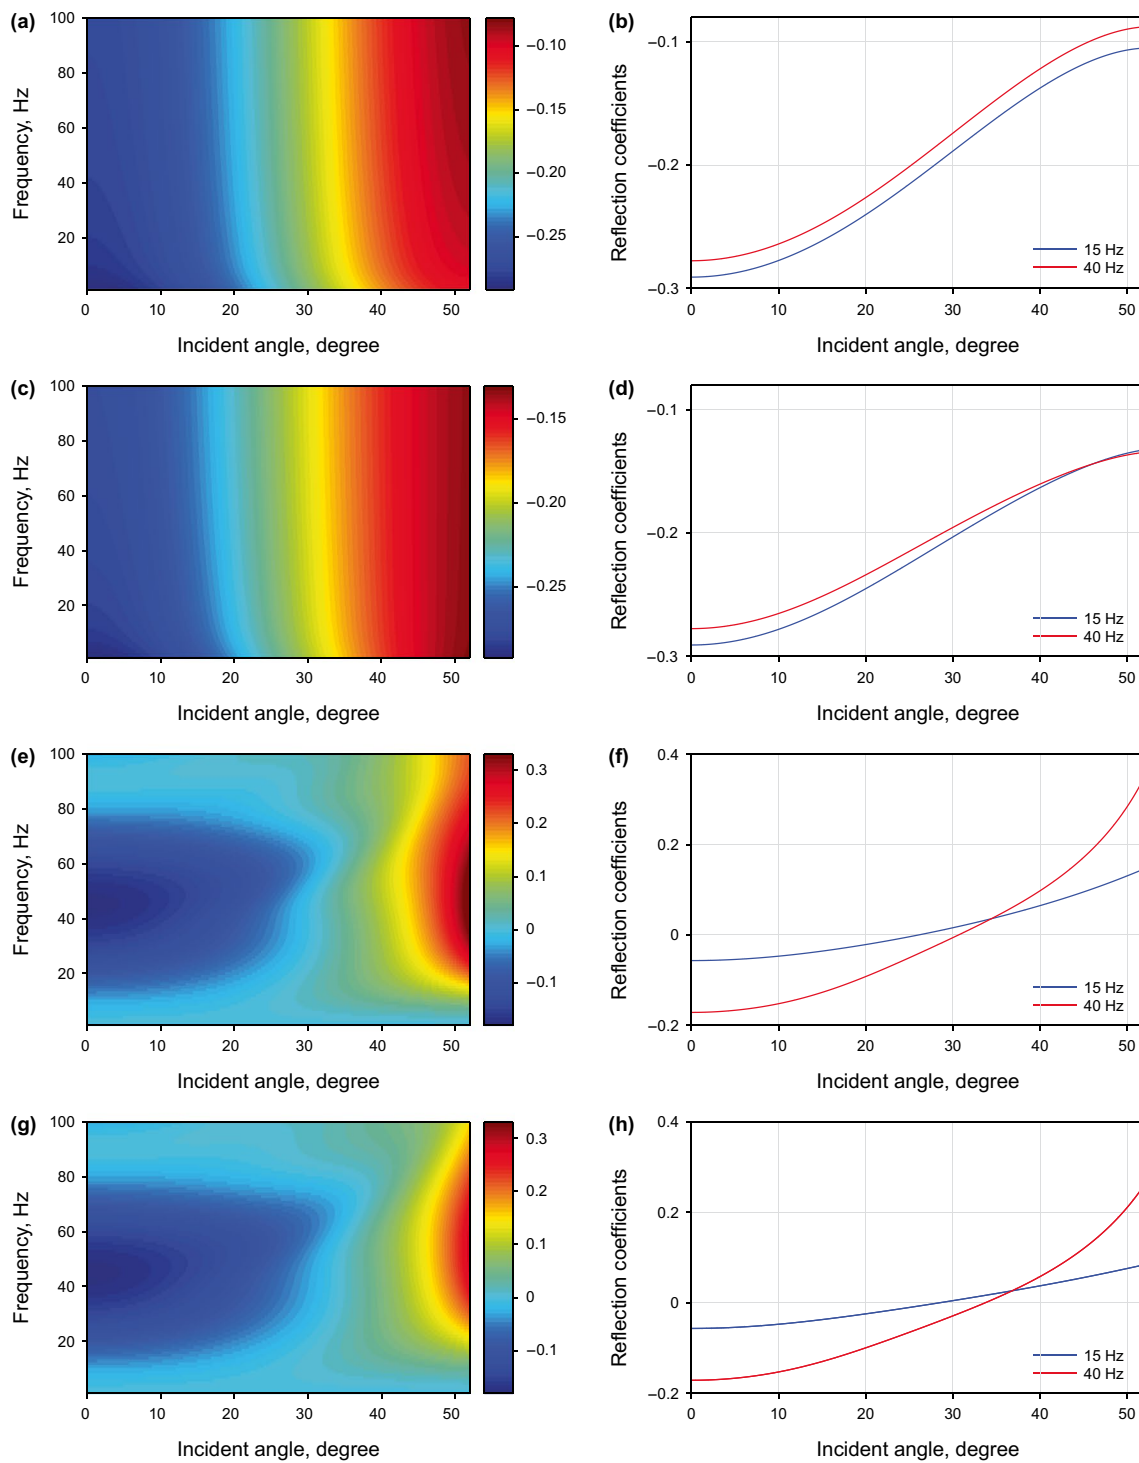 (a)
100
80
60
40
20
0 10 20 30 40 50
Frequency, Hz
Incident angle, degree
−0.10
−0.15
−0.20
−0.25
(b)
−0.1
−0.2
−0.3
0 10 20 30 40 50
Reflection coefficients
Incident angle, degree
15 Hz
40 Hz
(c)
100
80
60
40
20
0 10 20 30 40 50
Frequency, Hz
Incident angle, degree
−0.15
−0.20
−0.25
(d)
−0.1
−0.2
−0.3
0 10 20 30 40 50
Reflection coefficients
Incident angle, degree
15 Hz
40 Hz
(e)
100
80
60
40
20
0 10 20 30 40 50
Frequency, Hz
Incident angle, degree
0.3
0.2
0.1
0
−0.1
(f)
0.4
0.2
0
−0.2
0 10 20 30 40 50
Reflection coefficients
Incident angle, degree
15 Hz
40 Hz
(g)
100
80
60
40
20
0 10 20 30 40 50
Frequency, Hz
Incident angle, degree
0.3
0.2
0.1
0
−0.1
(h)
0.4
0.2
0
−0.2
0 10 20 30 40 50
Reflection coefficients
Incident angle, degree
15 Hz
40 Hz